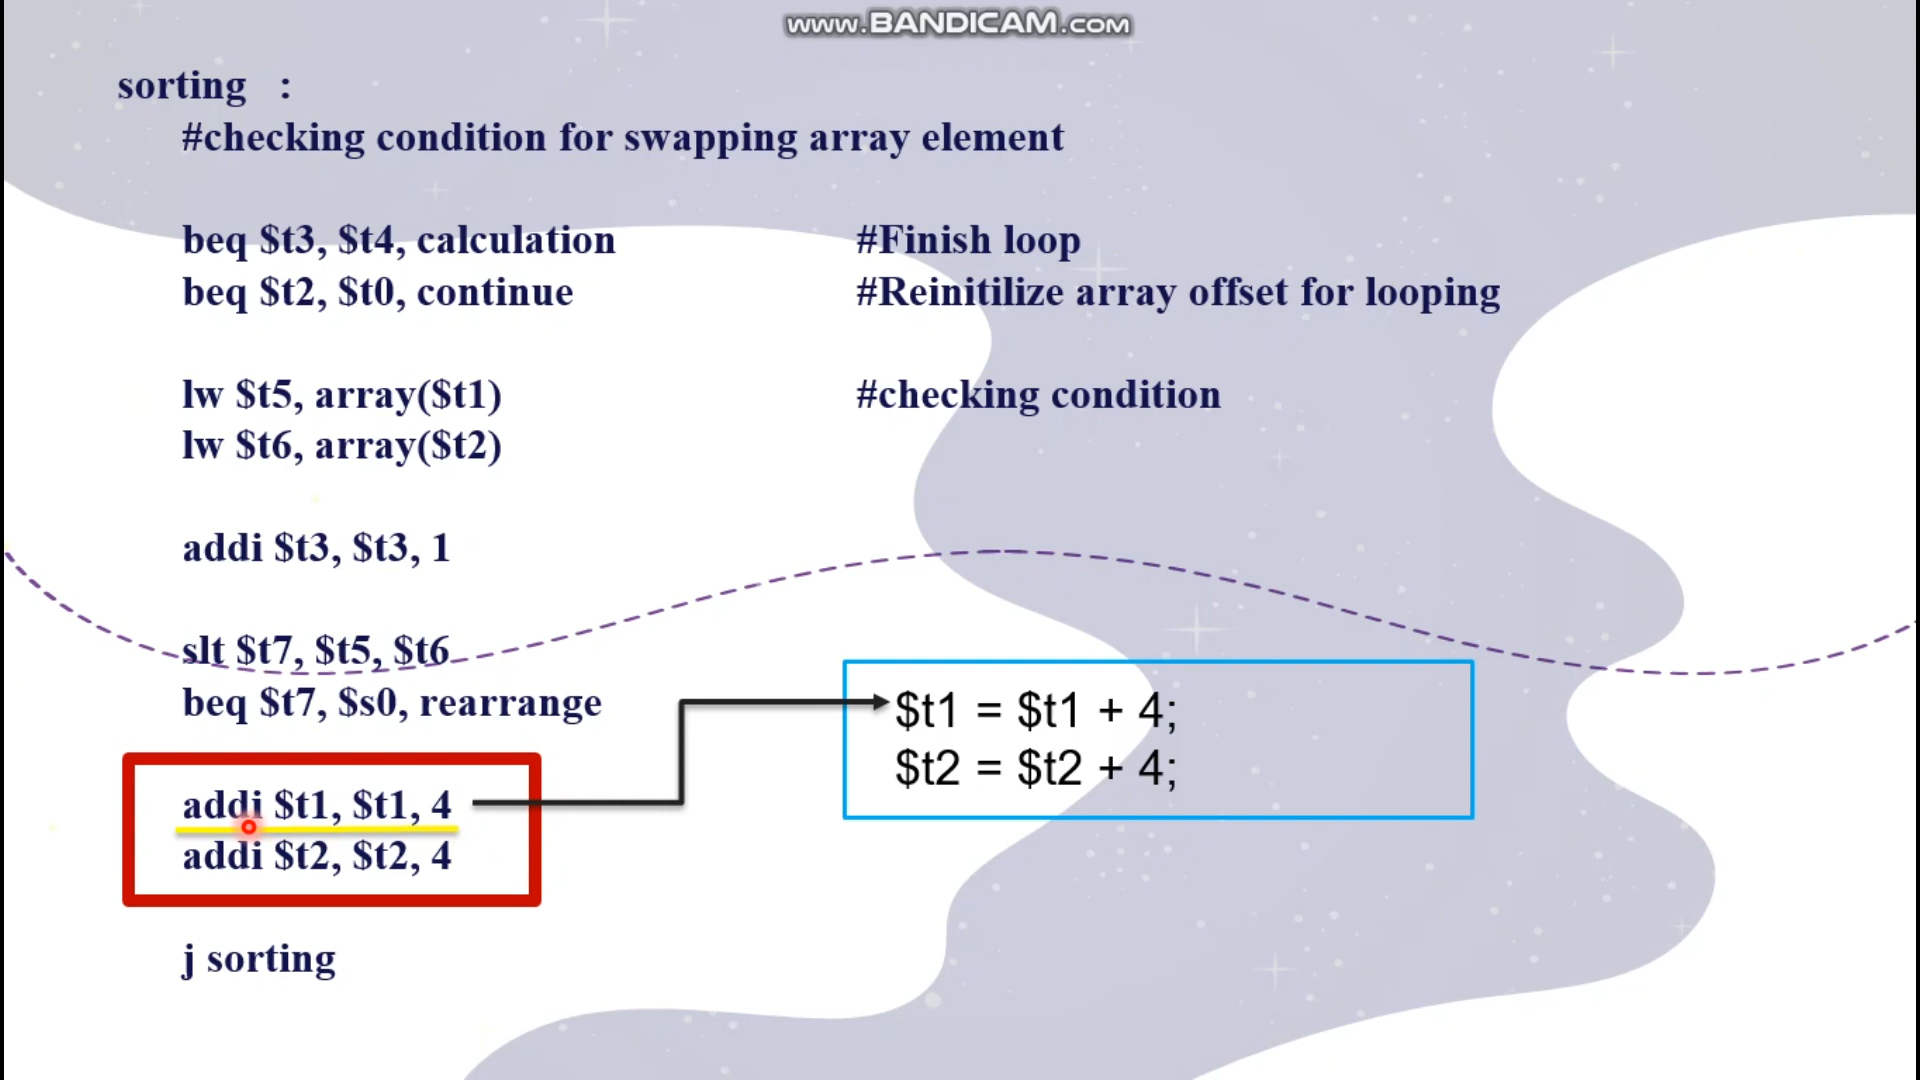 www.BANDICAM.com
sorting :
#checking condition for swapping array element
beq $t3, $t4, calculation #Finish loop
beq $t2, $t0, continue #Reinitilize array offset for looping
lw $t5, array($t1) #checking condition
lw $t6, array($t2)
addi $t3, $t3, 1
slt $t7, $t5, $t6
beq $t7, $s0, rearrange
addi $t1, $t1, 4
addi $t2, $t2, 4
$t1 = $t1 + 4;
$t2 = $t2 + 4;
j sorting